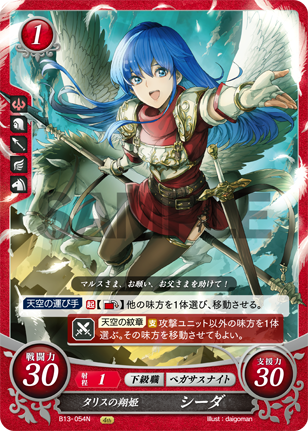 1
SAMPLE
マルスさま、お願い、お父さまを助けて！
天空の運び手 起【】他の味方を1体選び、移動させる。
天空の紋章 支 攻撃ユニット以外の味方を1体
選ぶ。その味方を移動させてもよい。
戦闘力
30
射程 1 下級職 ペガサスナイト
支援力
30
タリスの翔姫 シーダ
B13-054N
Illust : daigoman